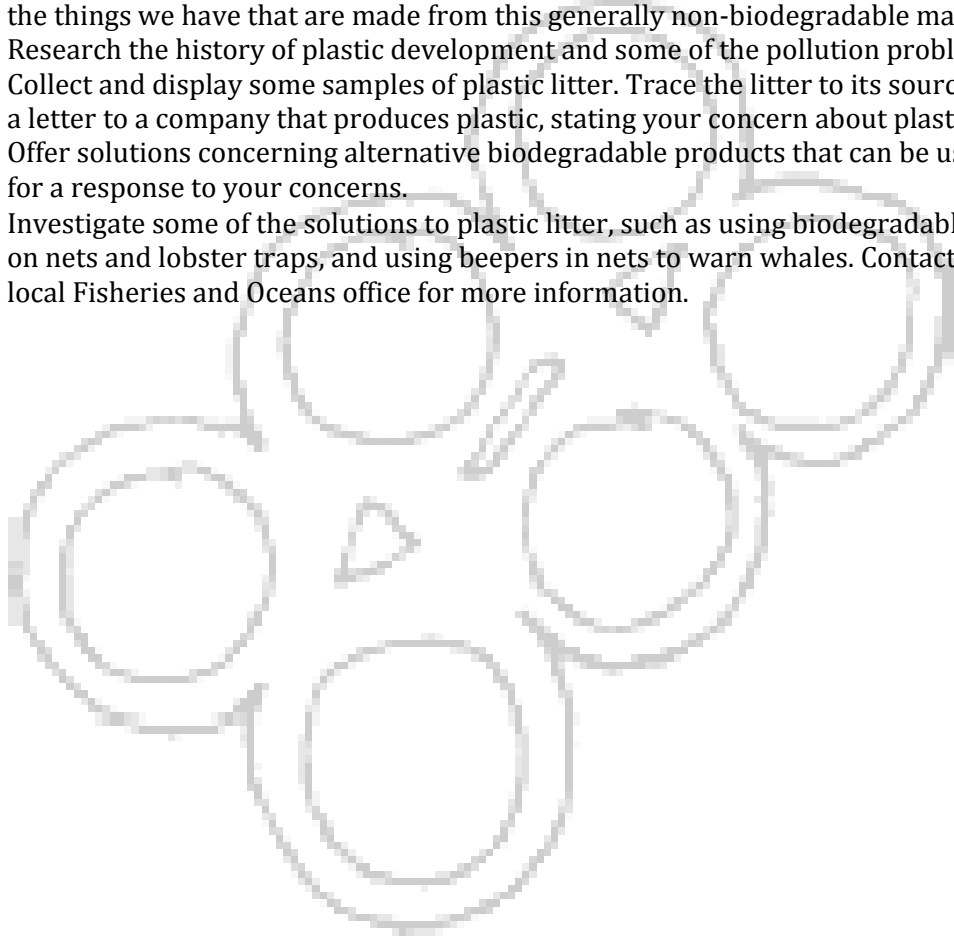 the things we have that are made from this generally non-biodegradable ma
Research the history of plastic development and some of the pollution probl
Collect and display some samples of plastic litter. Trace the litter to its sourc
a letter to a company that produces plastic, stating your concern about plast
Offer solutions concerning alternative biodegradable products that can be us
for a response to your concerns.
Investigate some of the solutions to plastic litter, such as using biodegradabl
on nets and lobster traps, and using beepers in nets to warn whales. Contact
local Fisheries and Oceans office for more information.